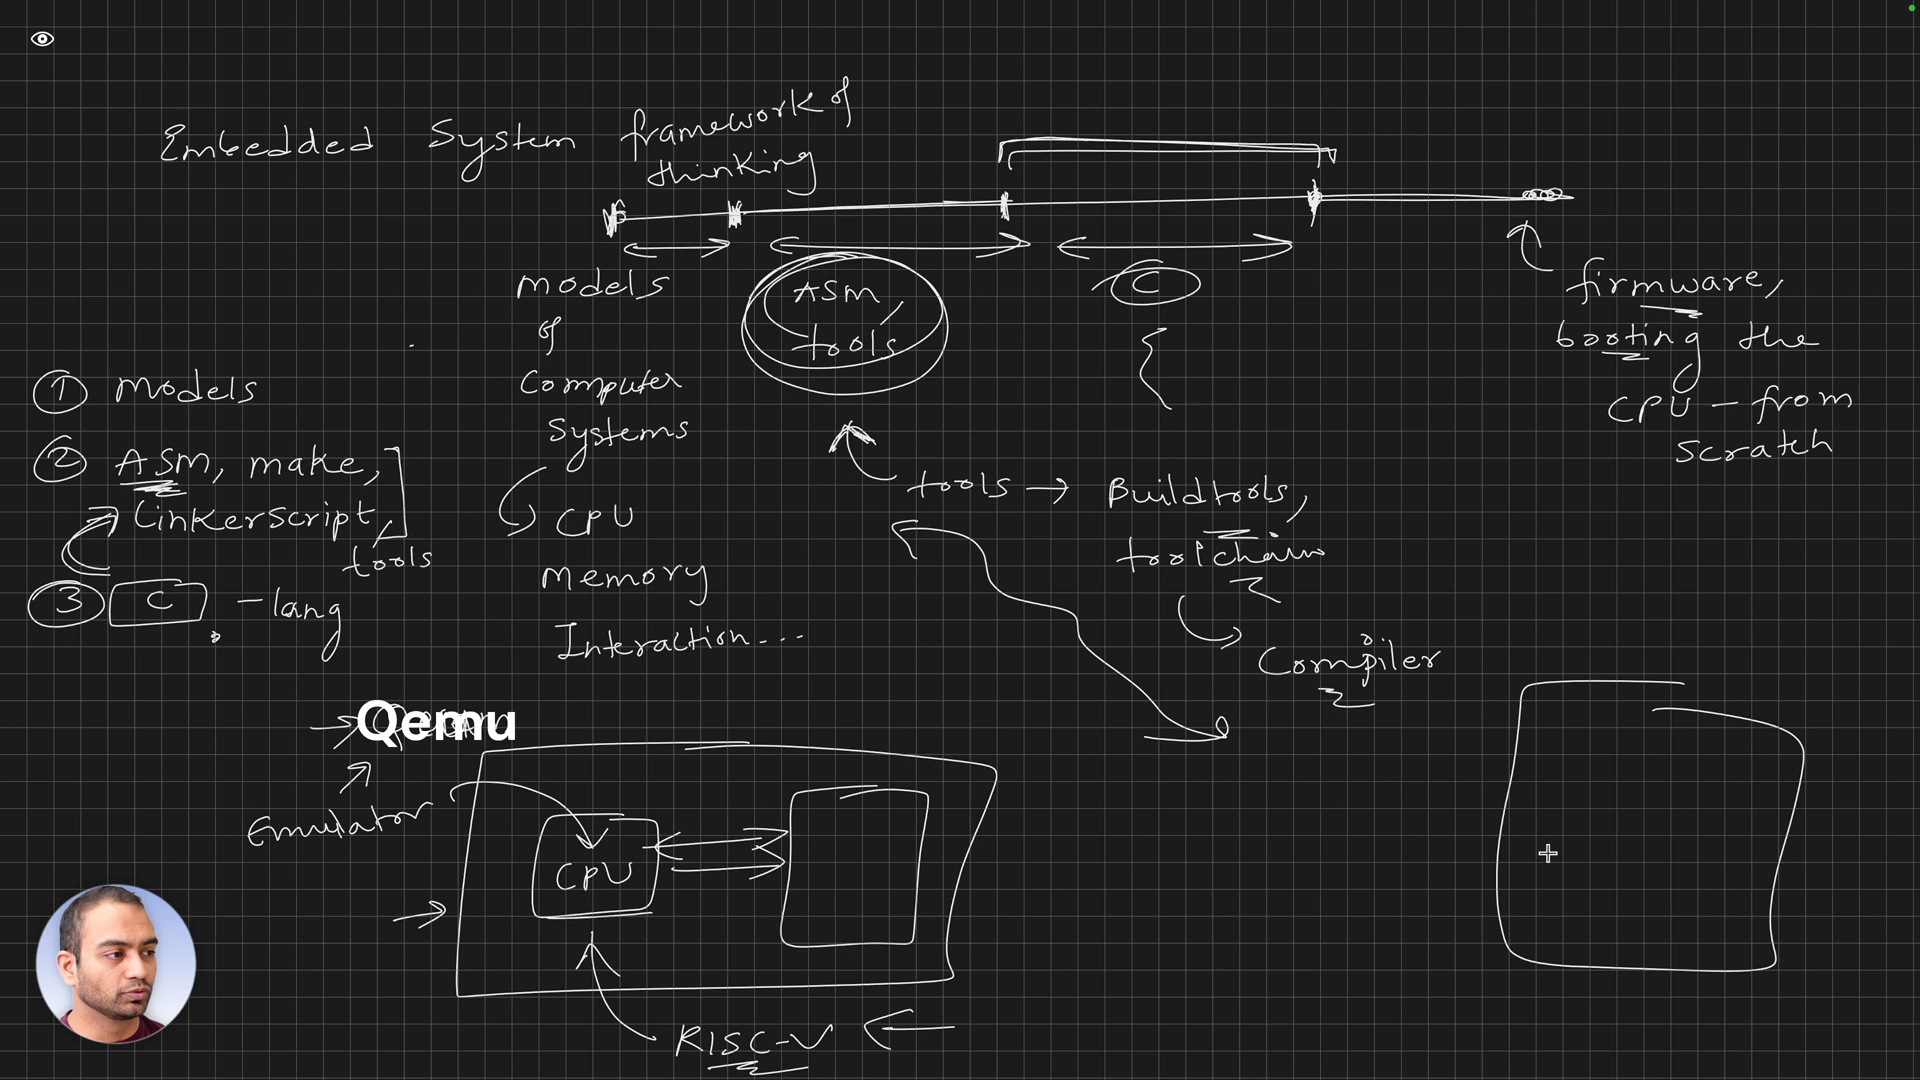 Embedded System framework of
thinking
Models
of
Computer
Systems
CPU
Memory
Interaction...
ASM,
tools
C
firmware,
booting the
CPU - from
scratch
① Models
② ASM, make,
Linkerscript,
tools
③ C - lang
tools → Buildtools,
toolchain
Compiler
Qemu
Emulator
CPU
RISC-V